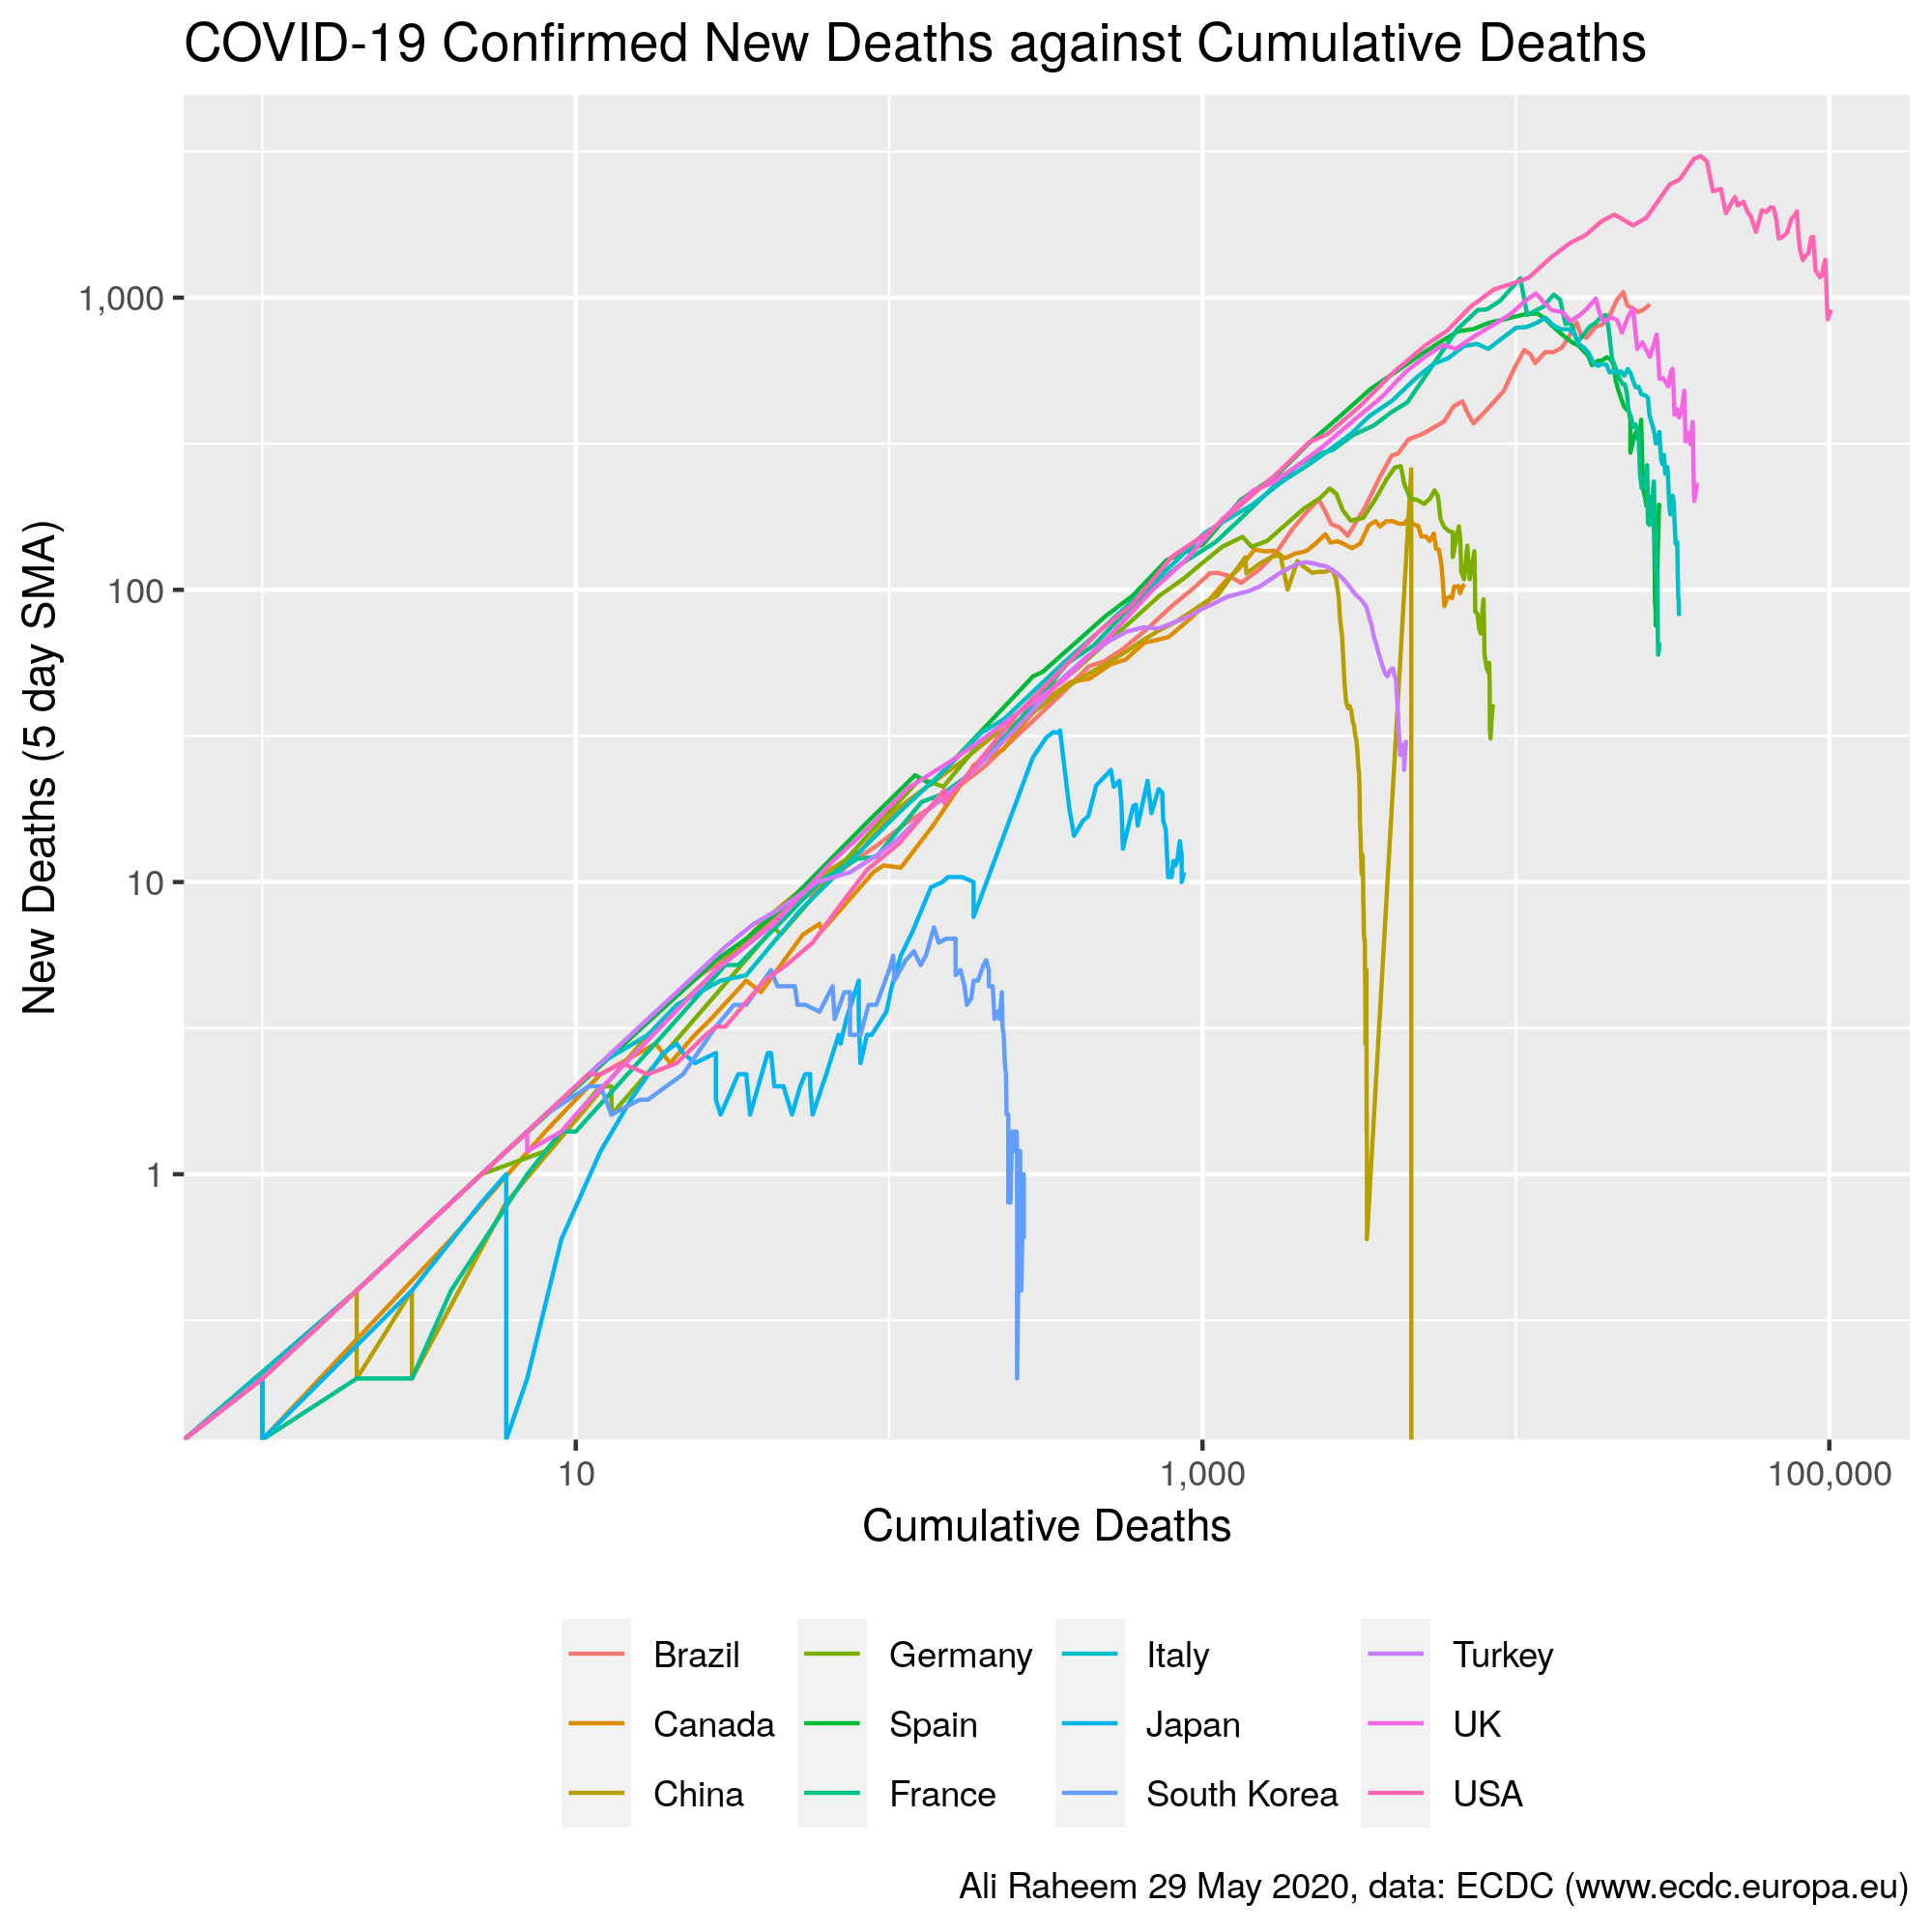 COVID-19 Confirmed New Deaths against Cumulative Deaths
New Deaths (5 day SMA)
1,000
100
10
1
10
1,000
100,000
Cumulative Deaths
Brazil
Germany
Italy
Turkey
Canada
Spain
Japan
UK
China
France
South Korea
USA
Ali Raheem 29 May 2020, data: ECDC (www.ecdc.europa.eu)